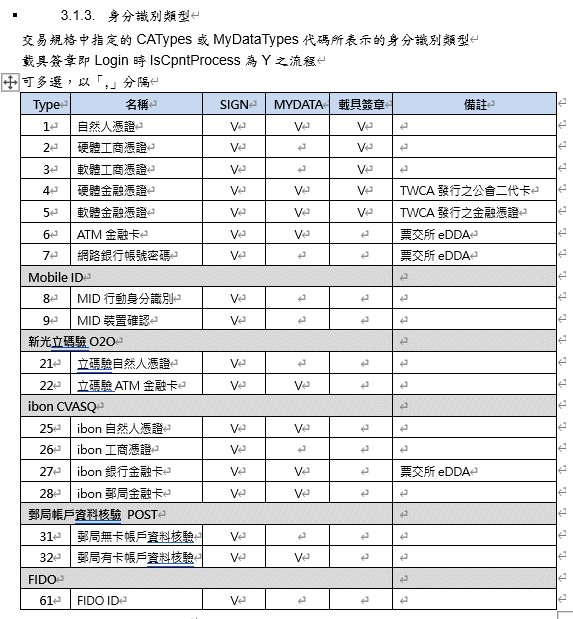 ▪ 3.1.3. 身分識別類型
交易規格中指定的 CATypes 或 MyDataTypes 代碼所表示的身分識別類型
載具簽章即 Login 時 IsCpntProcess 為 Y 之流程
可多選，以「,」分隔
Type 名稱 SIGN MYDATA 載具簽章 備註
1 自然人憑證 V V V
2 硬體工商憑證 V V
3 軟體工商憑證 V V
4 硬體金融憑證 V V V TWCA 發行之公會二代卡
5 軟體金融憑證 V V V TWCA 發行之金融憑證
6 ATM 金融卡 V V 票交所 eDDA
7 網路銀行帳號密碼 V 票交所 eDDA
Mobile ID
8 MID 行動身分識別 V
9 MID 裝置確認 V
新光立碼驗 O2O
21 立碼驗自然人憑證 V
22 立碼驗 ATM 金融卡 V V
ibon CVASQ
25 ibon 自然人憑證 V V
26 ibon 工商憑證 V
27 ibon 銀行金融卡 V V 票交所 eDDA
28 ibon 郵局金融卡 V V
郵局帳戶資料核驗 POST
31 郵局無卡帳戶資料核驗 V
32 郵局有卡帳戶資料核驗 V V
FIDO
61 FIDO ID V